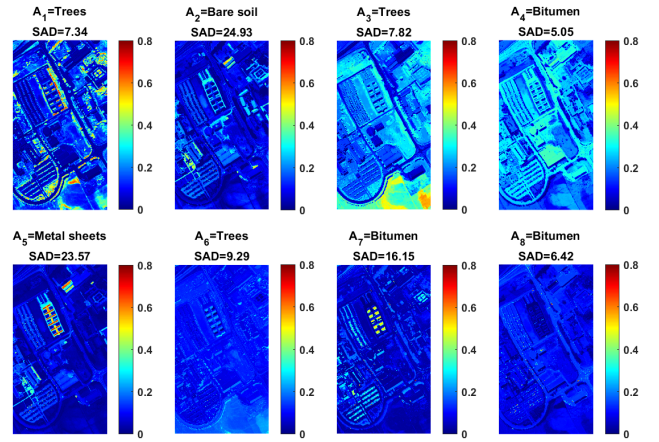 A₁=Trees
SAD=7.34
A₂=Bare soil
SAD=24.93
A₃=Trees
SAD=7.82
A₄=Bitumen
SAD=5.05
0.8
0.6
0.4
0.2
0
0.8
0.6
0.4
0.2
0
0.8
0.6
0.4
0.2
0
0.8
0.6
0.4
0.2
0
A₅=Metal sheets
SAD=23.57
A₆=Trees
SAD=9.29
A₇=Bitumen
SAD=16.15
A₈=Bitumen
SAD=6.42
0.8
0.6
0.4
0.2
0
0.8
0.6
0.4
0.2
0
0.8
0.6
0.4
0.2
0
0.8
0.6
0.4
0.2
0